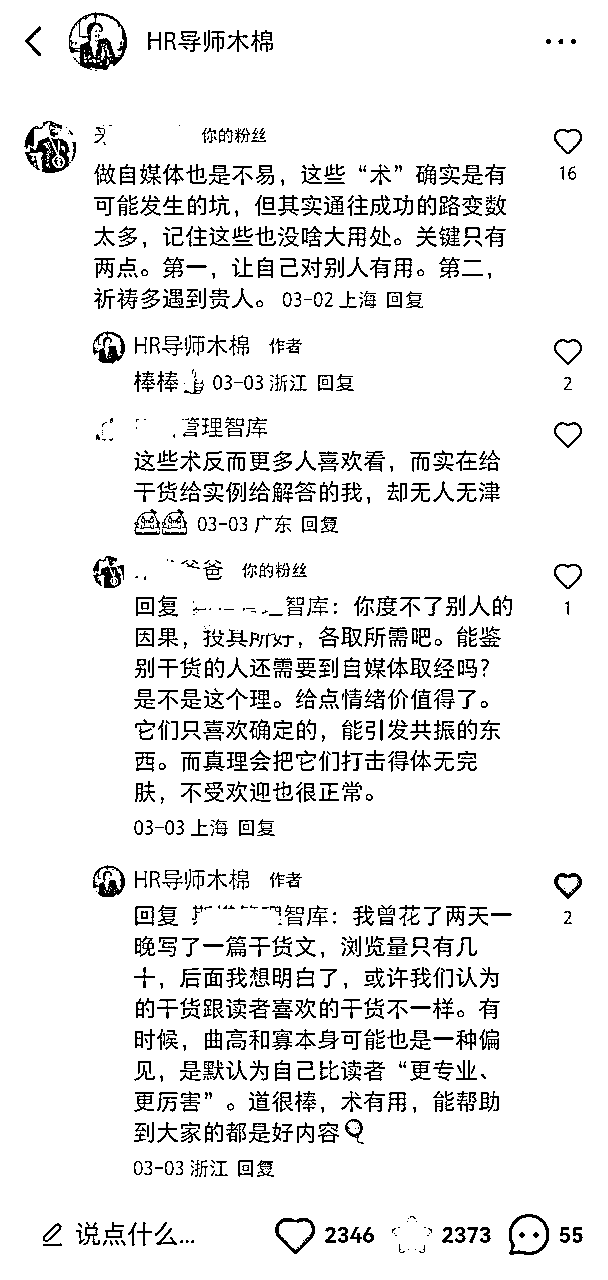 HR导师木棉
你的粉丝
做自媒体也是不易，这些“术”确实是有
16
可能发生的坑，但其实通往成功的路变数
太多，记住这些也没啥大用处。关键只有
两点。第一，让自己对别人有用。第二，
祈祷多遇到贵人。 03-02 上海 回复
HR导师木棉 作者
棒棒 03-03 浙江 回复
2
管理智库
这些术反而更多人喜欢看，而实在给
干货给实例给解答的我，却无人无津
03-03 广东 回复
爸 你的粉丝
回复 智库：你度不了别人的
1
因果，投其所好，各取所需吧。能鉴
别干货的人还需要到自媒体取经吗？
是不是这个理。给点情绪价值得了。
它们只喜欢确定的，能引发共振的东
西。而真理会把它们打击得体无完
肤，不受欢迎也很正常。
03-03 上海 回复
HR导师木棉 作者
回复 管理智库：我曾花了两天一
2
晚写了一篇干货文，浏览量只有几
十，后面我想明白了，或许我们认为
的干货跟读者喜欢的干货不一样。有
时候，曲高和寡本身可能也是一种偏
见，是默认为自己比读者“更专业、
更厉害”。道很棒，术有用，能帮助
到大家的都是好内容
03-03 浙江 回复
说点什么... 2346 2373 55